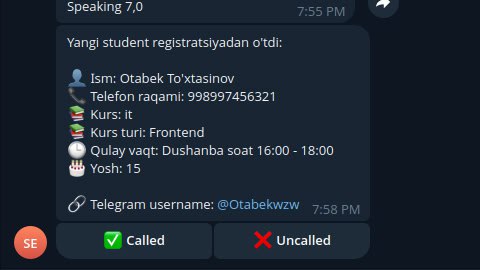 Speaking 7,0
7:55 PM
Yangi student registratsiyadan o'tdi:
Ism: Otabek To'xtasinov
Telefon raqami: 998997456321
Kurs: it
Kurs turi: Frontend
Qulay vaqt: Dushanba soat 16:00 - 18:00
Yosh: 15
Telegram username: @Otabekwzw
7:58 PM
SE
Called
Uncalled